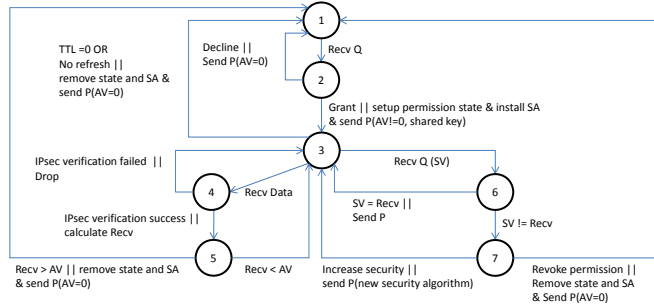 1
TTL =0 OR
No refresh ||
remove state and SA &
send P(AV=0)
Decline ||
Send P(AV=0)
Recv Q
2
Grant || setup permission state & install SA
& send P(AV!=0, shared key)
3
IPsec verification failed ||
Drop
Recv Q (SV)
4
Recv Data
6
SV = Recv ||
Send P
IPsec verification success ||
calculate Recv
SV != Recv
5
7
Recv > AV || remove state and SA
& send P(AV=0)
Recv < AV
Increase security ||
send P(new security algorithm)
Revoke permission ||
Remove state and SA
& Send P(AV=0)